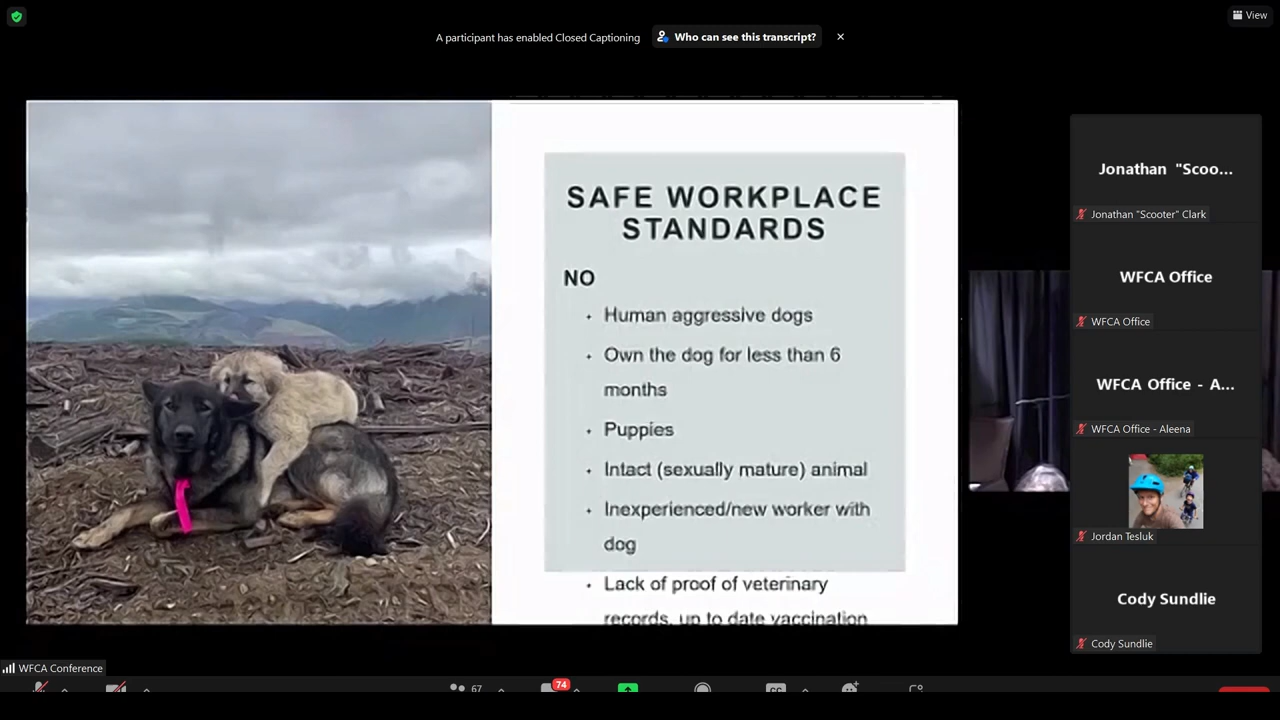 View
A participant has enabled Closed Captioning
Who can see this transcript?
SAFE WORKPLACE
STANDARDS
NO
Human aggressive dogs
Own the dog for less than 6
months
Puppies
Intact (sexually mature) animal
Inexperienced/new worker with
dog
Lack of proof of veterinary
records, up to date vaccination
Jonathan "Scoo...
Jonathan "Scooter" Clark
WFCA Office
WFCA Office
WFCA Office - A...
WFCA Office - Aleena
Jordan Tesluk
Cody Sundlie
Cody Sundlie
WFCA Conference
67
74
CC